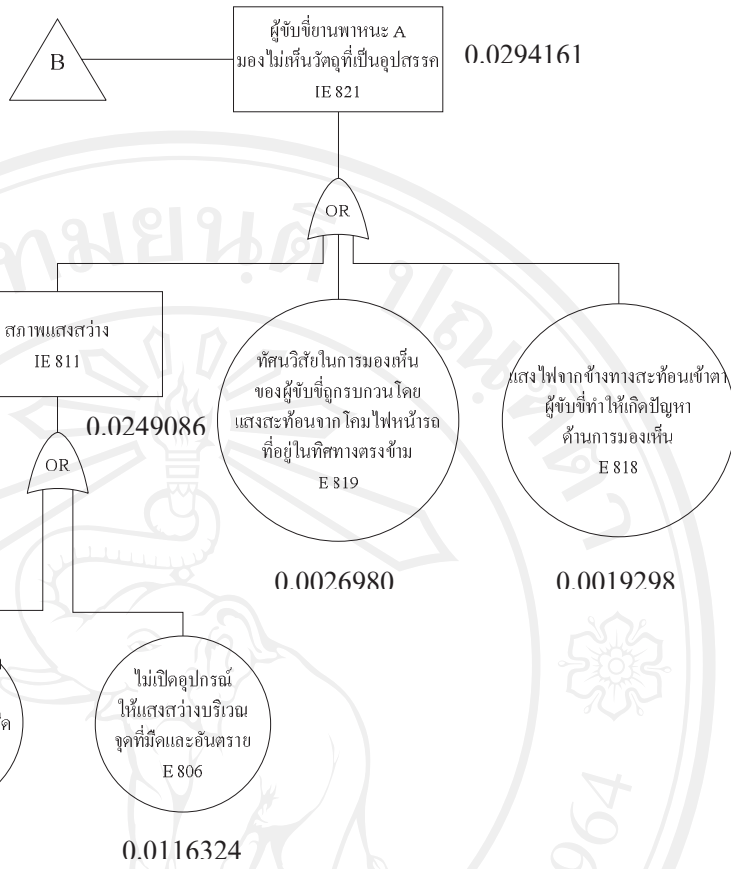 B
ผู้ขับขี่ยานพาหนะ A
มองไม่เห็นวัตถุที่เป็นอุปสรรค
IE 821
0.0294161
OR
สภาพแสงสว่าง
IE 811
0.0249086
ทัศนวิสัยในการมองเห็น
ของผู้ขับขี่ถูกรบกวนโดย
แสงสะท้อนจากโคมไฟหน้ารถ
ที่อยู่ในทิศทางตรงข้าม
E 819
0.0026980
แสงไฟจากข้างทางสะท้อนเข้าตา
ผู้ขับขี่ทำให้เกิดปัญหา
ด้านการมองเห็น
E 818
0.0019298
OR
ไม่เปิดอุปกรณ์
ให้แสงสว่างบริเวณ
จุดที่มืดและอันตราย
E 806
0.0116324
1964